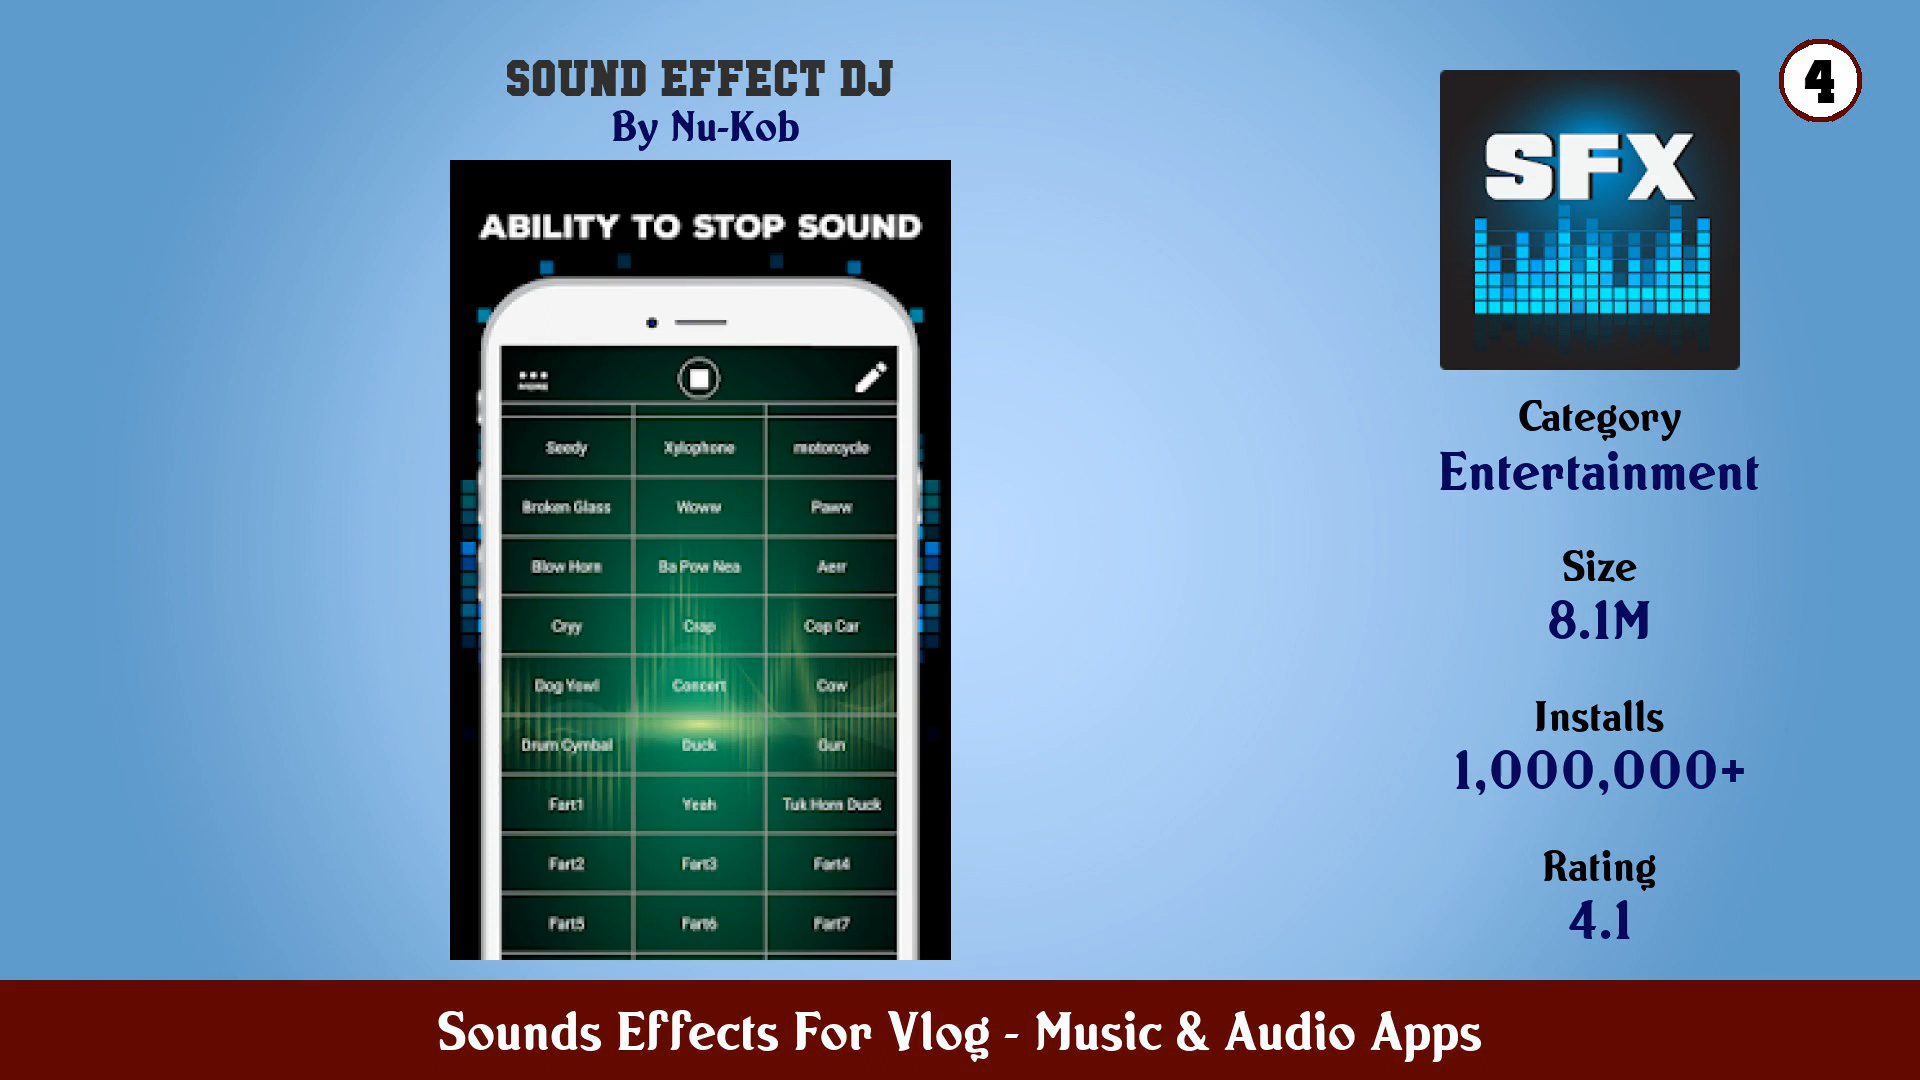 SOUND EFFECT DJ
By Nu-Kob
4
ABILITY TO STOP SOUND
MORE
Seedy Xylophone motorcycle
Broken Glass Woww Paww
Blow Horn Ba Pow Nea Aerr
Cryy Crap Cop Car
Dog Yowl Concert Cow
Drum Cymbal Duck Gun
Fart1 Yeah Tuk Horn Duck
Fart2 Fart3 Fart4
Fart5 Fart6 Fart7
SFX
Category
Entertainment
Size
8.1M
Installs
1,000,000+
Rating
4.1
Sounds Effects For Vlog - Music & Audio Apps